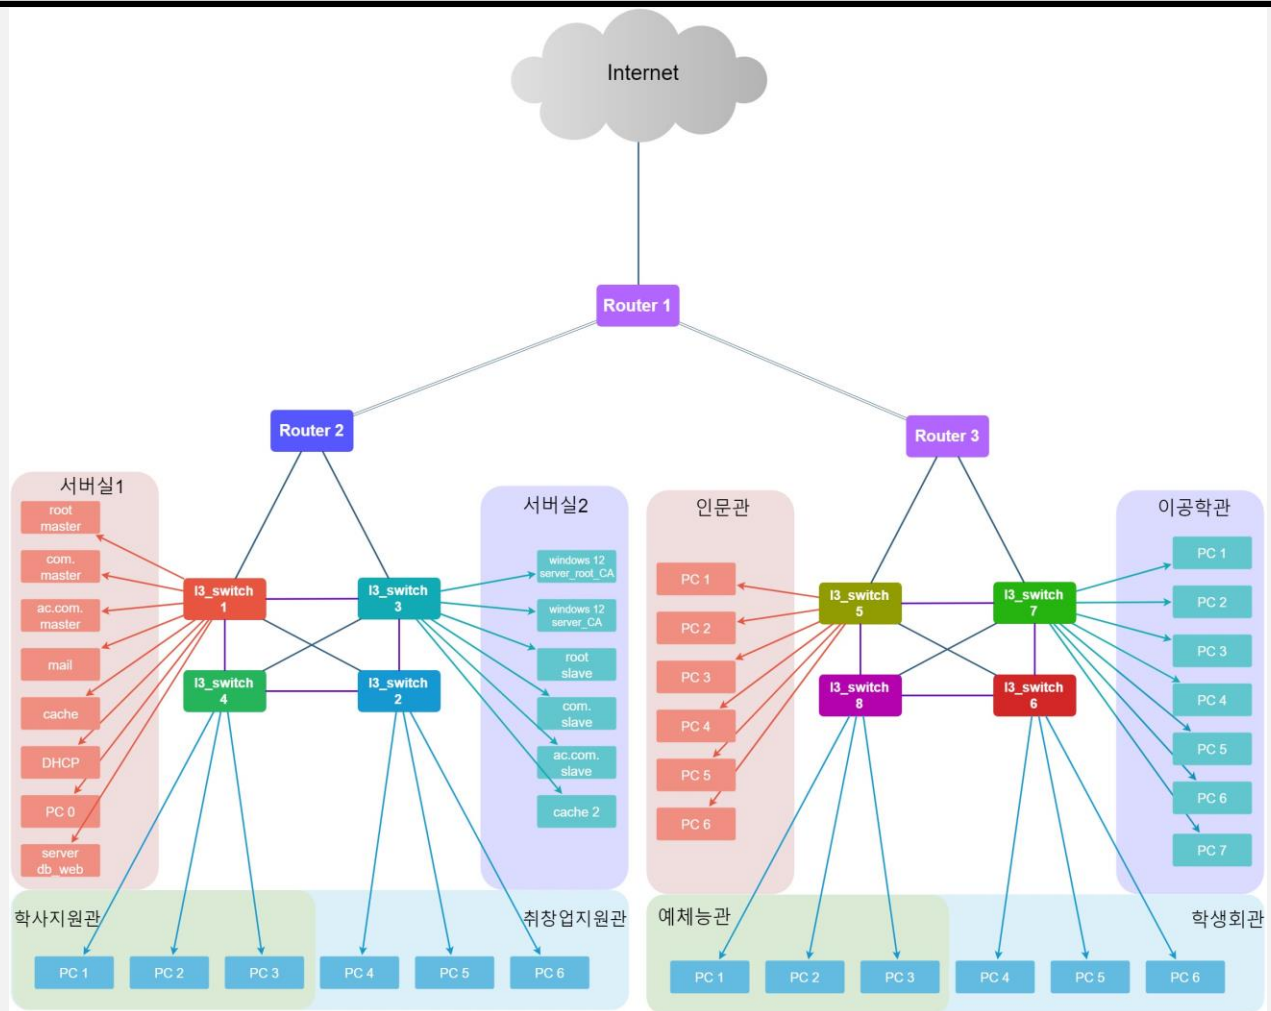 Internet
Router 1
Router 2
Router 3
서버실1
root
master
com.
master
ac.com.
master
mail
cache
DHCP
PC 0
server
db_web
l3_switch
1
l3_switch
3
l3_switch
4
l3_switch
2
서버실2
windows 12
server_root_CA
windows 12
server_CA
root
slave
com.
slave
ac.com.
slave
cache 2
학사지원관
취창업지원관
PC 1
PC 2
PC 3
PC 4
PC 5
PC 6
인문관
PC 1
PC 2
PC 3
PC 4
PC 5
PC 6
l3_switch
5
l3_switch
7
l3_switch
8
l3_switch
6
이공학관
PC 1
PC 2
PC 3
PC 4
PC 5
PC 6
PC 7
예체능관
학생회관
PC 1
PC 2
PC 3
PC 4
PC 5
PC 6